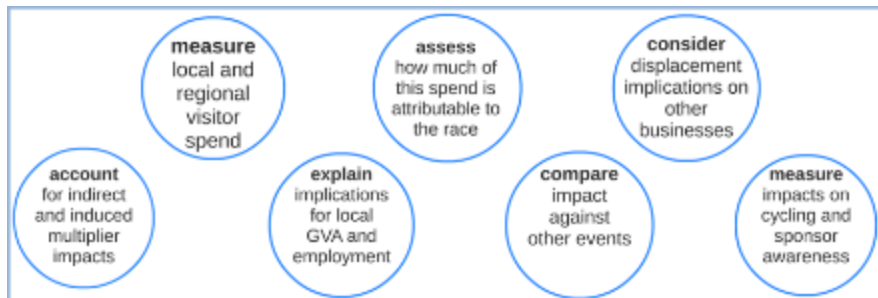 measure
local and
regional
visitor
spend
assess
how much of
this spend is
attributable to
the race
consider
displacement
implications on
other
businesses
account
for indirect
and induced
multiplier
impacts
explain
implications
for local
GVA and
employment
compare
impact
against
other events
measure
impacts on
cycling and
sponsor
awareness